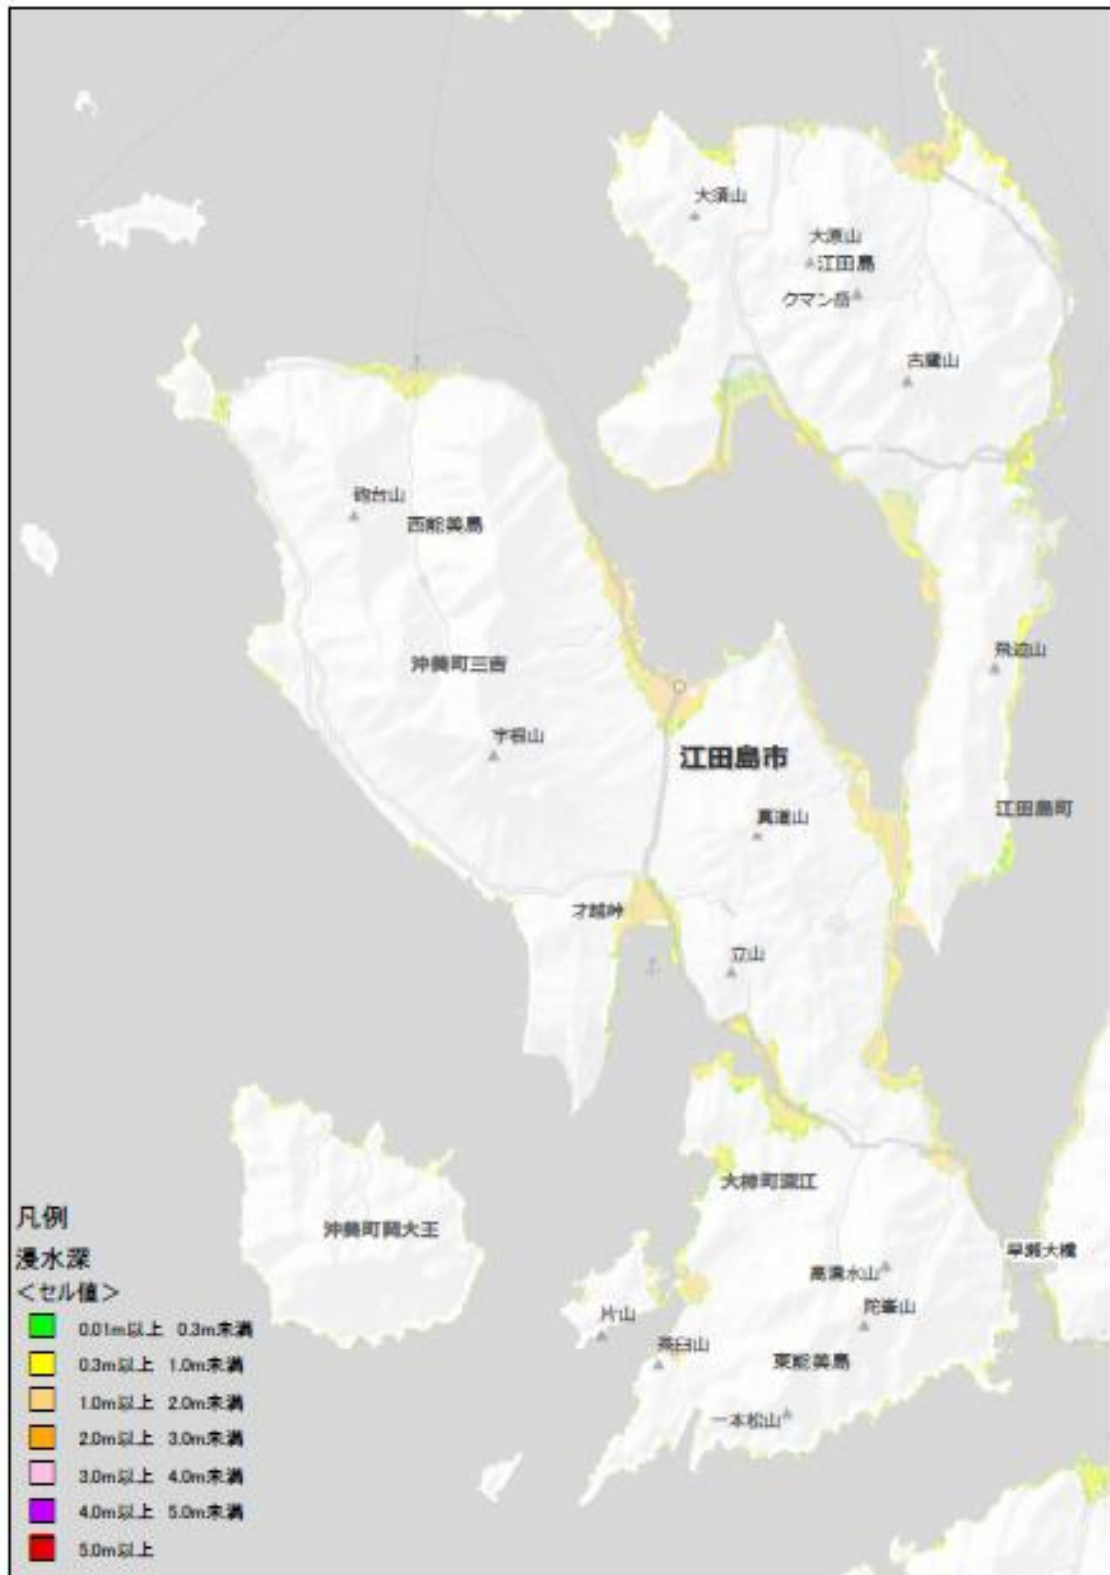 大須山
大原山
江田島
クマン岳
古鷹山
砲台山
西能美島
飛迫山
沖美町三吉
宇根山
江田島市
江田島町
真道山
才越峠
立山
大柿町深江
沖美町
早瀬大橋
高清水山
陀峯山
片山
茶臼山
東能美島
一本松山
凡例
浸水深
<セル値>
0.01m以上 0.3m未満
0.3m以上 1.0m未満
1.0m以上 2.0m未満
2.0m以上 3.0m未満
3.0m以上 4.0m未満
4.0m以上 5.0m未満
5.0m以上